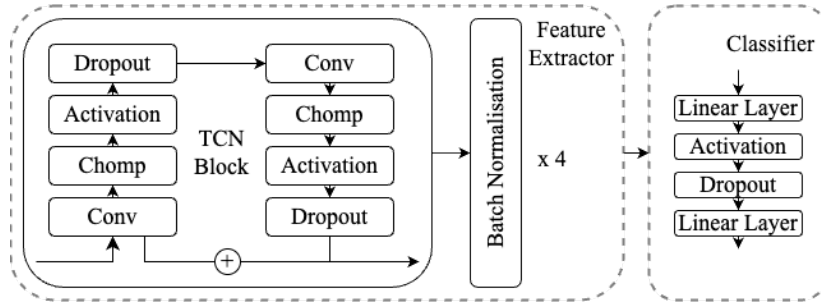 Dropout
Activation
Chomp
Conv
TCN
Block
Conv
Chomp
Activation
Dropout
+
Batch Normalisation
Feature
Extractor
x 4
Classifier
Linear Layer
Activation
Dropout
Linear Layer